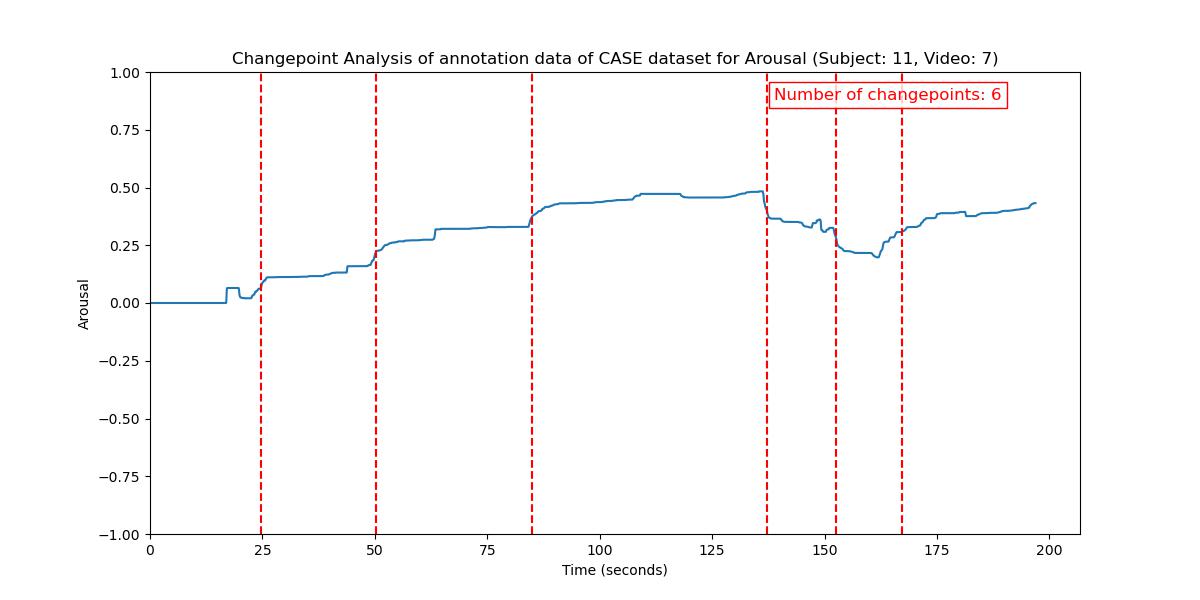 Changepoint Analysis of annotation data of CASE dataset for Arousal (Subject: 11, Video: 7)
Number of changepoints: 6
Arousal
1.00
0.75
0.50
0.25
0.00
−0.25
−0.50
−0.75
−1.00
0 25 50 75 100 125 150 175 200
Time (seconds)